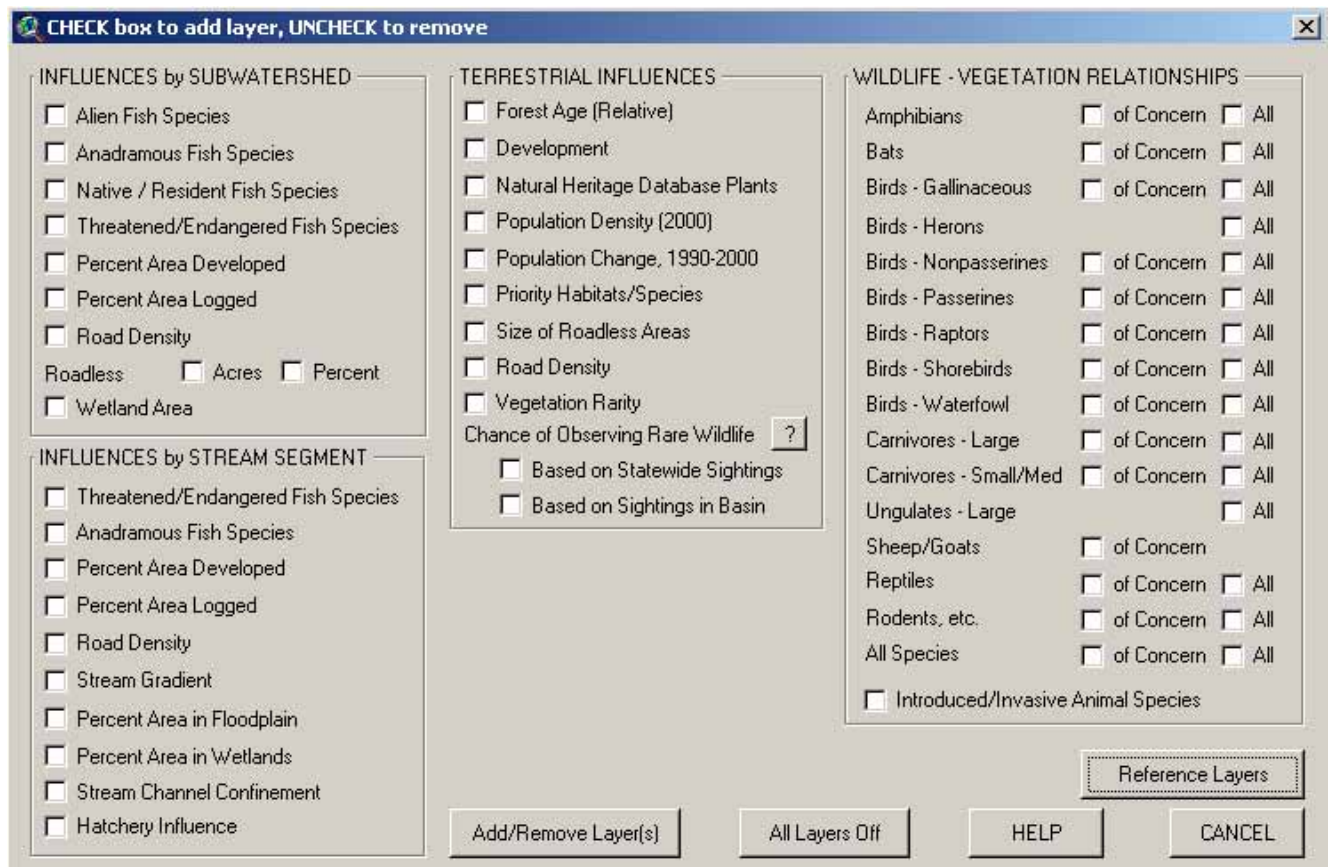 CHECK box to add layer, UNCHECK to remove
INFLUENCES by SUBWATERSHED
Alien Fish Species
Anadramous Fish Species
Native / Resident Fish Species
Threatened/Endangered Fish Species
Percent Area Developed
Percent Area Logged
Road Density
Roadless Acres Percent
Wetland Area
INFLUENCES by STREAM SEGMENT
Threatened/Endangered Fish Species
Anadramous Fish Species
Percent Area Developed
Percent Area Logged
Road Density
Stream Gradient
Percent Area in Floodplain
Percent Area in Wetlands
Stream Channel Confinement
Hatchery Influence
TERRESTRIAL INFLUENCES
Forest Age (Relative)
Development
Natural Heritage Database Plants
Population Density (2000)
Population Change, 1990-2000
Priority Habitats/Species
Size of Roadless Areas
Road Density
Vegetation Rarity
Chance of Observing Rare Wildlife ?
Based on Statewide Sightings
Based on Sightings in Basin
WILDLIFE - VEGETATION RELATIONSHIPS
Amphibians of Concern All
Bats of Concern All
Birds - Gallinaceous of Concern All
Birds - Herons All
Birds - Nonpasserines of Concern All
Birds - Passerines of Concern All
Birds - Raptors of Concern All
Birds - Shorebirds of Concern All
Birds - Waterfowl of Concern All
Carnivores - Large of Concern All
Carnivores - Small/Med of Concern All
Ungulates - Large All
Sheep/Goats of Concern
Reptiles of Concern All
Rodents, etc. of Concern All
All Species of Concern All
Introduced/Invasive Animal Species
Reference Layers
Add/Remove Layer(s) All Layers Off HELP CANCEL